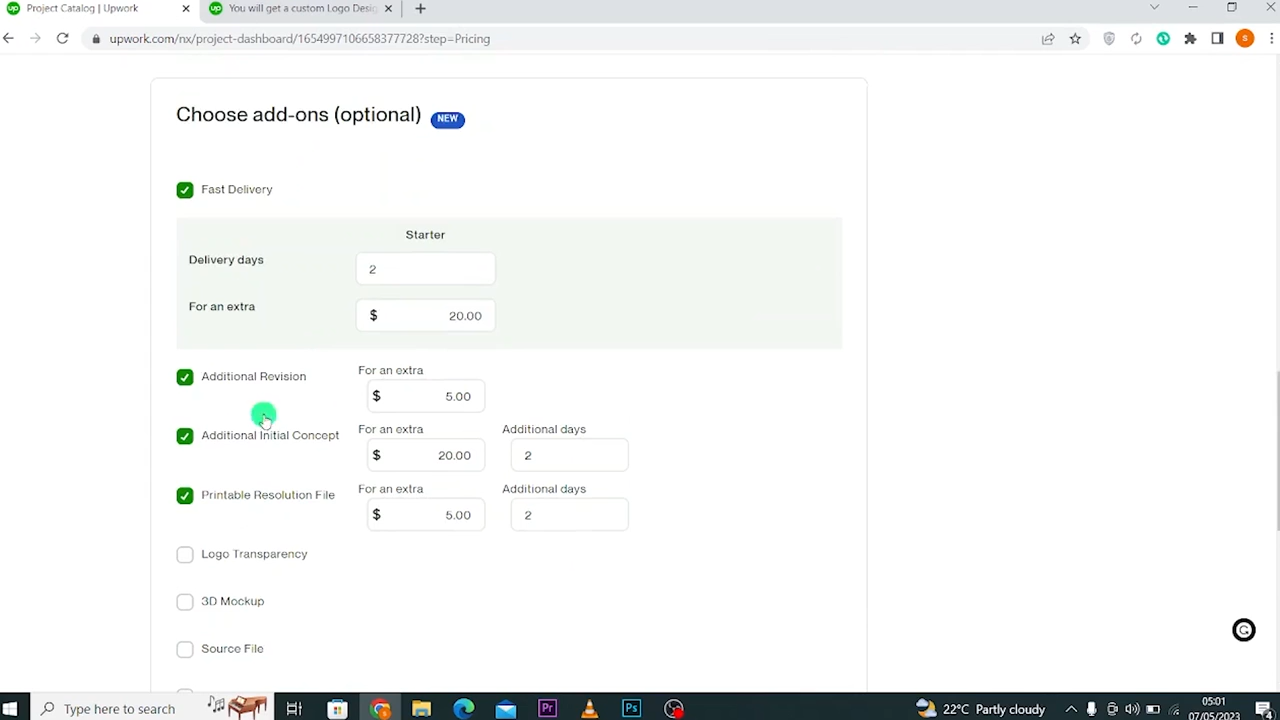 up Project Catalog | Upwork
up You will get a custom Logo Desig
upwork.com/nx/project-dashboard/1654997106658377728?step=Pricing
S
Choose add-ons (optional) NEW
Fast Delivery
Starter
Delivery days 2
For an extra $ 20.00
Additional Revision For an extra
$ 5.00
Additional Initial Concept For an extra Additional days
$ 20.00 2
Printable Resolution File For an extra Additional days
$ 5.00 2
Logo Transparency
3D Mockup
Source File
Type here to search
Pr
Ps
22°C Partly cloudy
05:01
07/05/2023